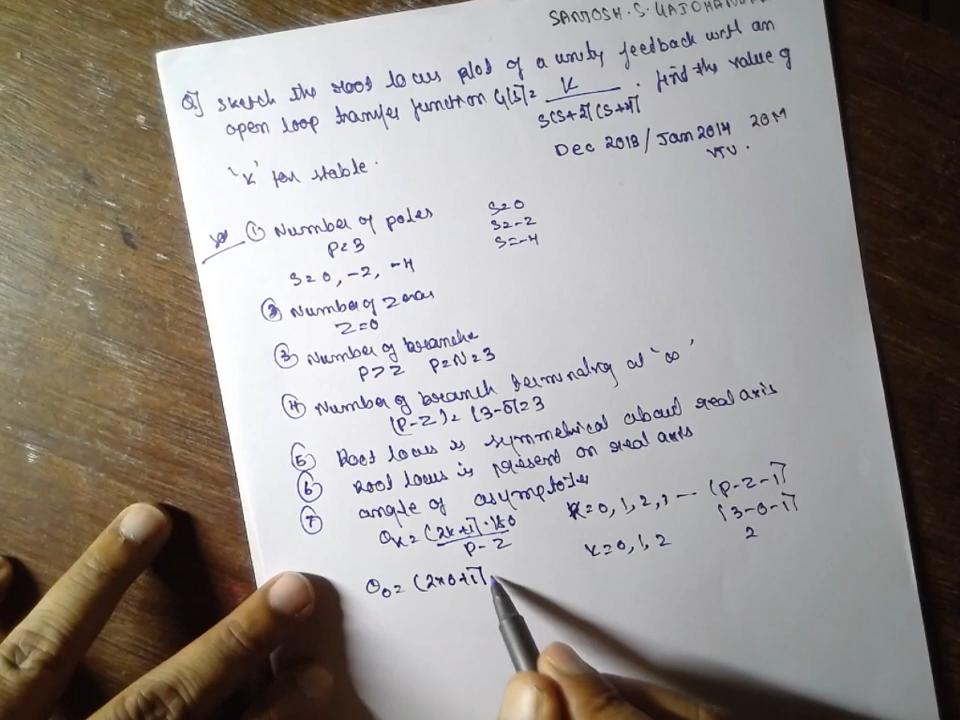 SANTOSH.S.
Q] Sketch the root locus plot of a unity feedback with an
open loop transfer function G(s)= K / s(s+2)(s+4) . find the value of
'K' for stable.
Dec 2013/Jan 2014 20M
VTU.
① Number of poles
P=3
s=0, -2, -4
s=0
s=-2
s=-4
② Number of zeros
Z=0
③ Number of branche
P>Z P=N=3
④ Number of branch terminating at '∞'
(P-Z)=(3-0)=3
⑤ Root locus is symmetrical about real axis
⑥ Root locus is present on real axis
⑦ angle of asymptote
θK= (2K+1)·180 / P-Z
K=0,1,2,3 --- (P-Z-1)
(3-0-1)
K=0,1,2
2
θ0= (2×0+1)